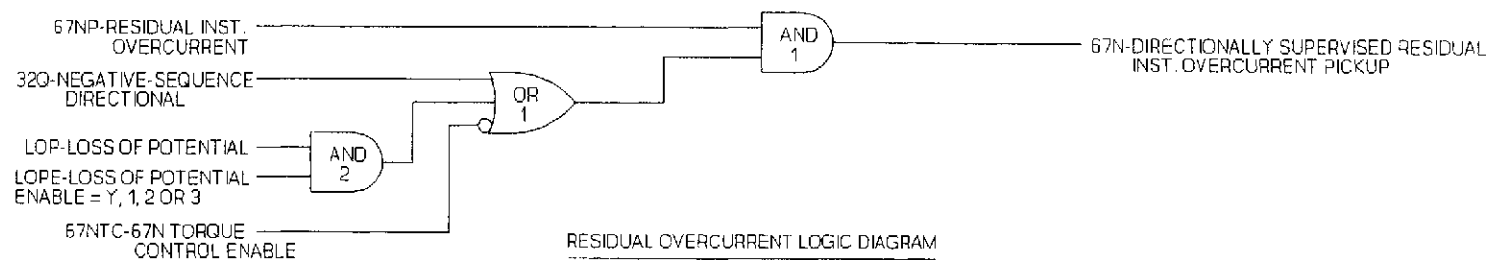 67NP-RESIDUAL INST.
OVERCURRENT
AND
1
67N-DIRECTIONALLY SUPERVISED RESIDUAL
INST. OVERCURRENT PICKUP
32Q-NEGATIVE-SEQUENCE
DIRECTIONAL
OR
1
LOP-LOSS OF POTENTIAL
AND
2
LOPE-LOSS OF POTENTIAL
ENABLE = Y, 1, 2 OR 3
67NTC-67N TORQUE
CONTROL ENABLE
RESIDUAL OVERCURRENT LOGIC DIAGRAM